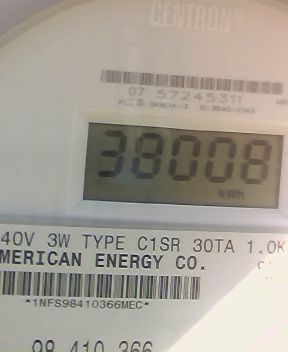 CENTRON®
07 57245311
38008
kWh
40V 3W TYPE C1SR 30TA 1.0K
MERICAN ENERGY CO.
*1NFS98410366MEC*
98 410 366